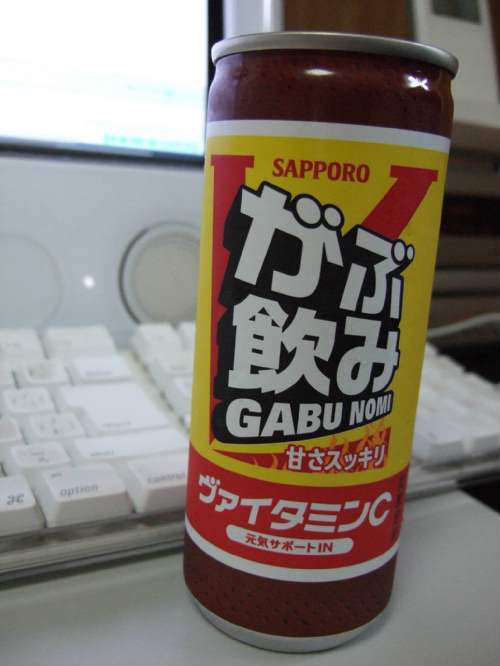 SAPPORO
がぶ
飲み
GABU NOMI
甘さスッキリ
ヴァイタミンC
元気サポートIN
⌘
option
control